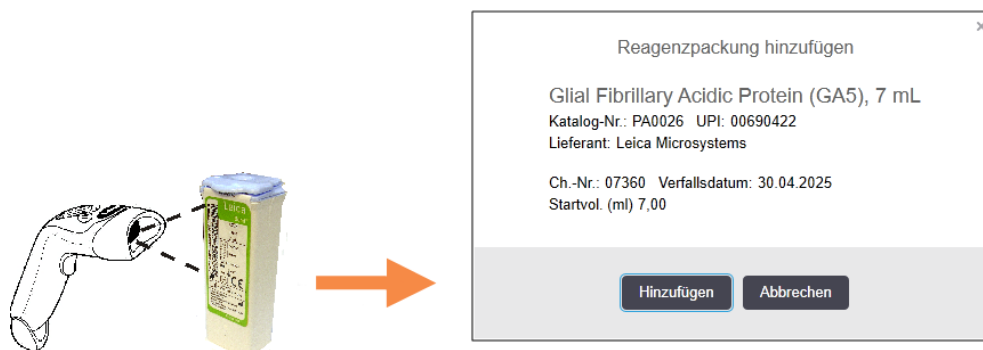 Leica
Reagenzpackung hinzufügen
×
Glial Fibrillary Acidic Protein (GA5), 7 mL
Katalog-Nr.: PA0026 UPI: 00690422
Lieferant: Leica Microsystems
Ch.-Nr.: 07360 Verfallsdatum: 30.04.2025
Startvol. (ml) 7,00
Hinzufügen Abbrechen